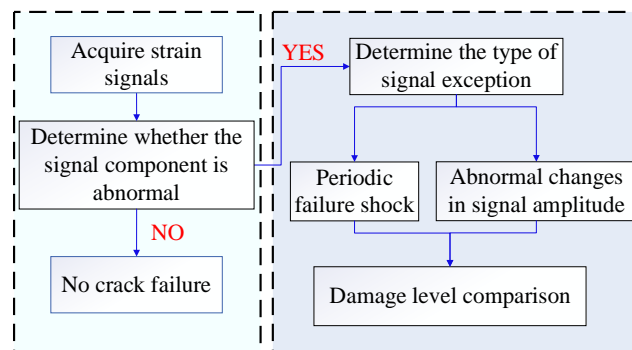 Acquire strain
signals
Determine whether the
signal component is
abnormal
NO
No crack failure
YES
Determine the type of
signal exception
Periodic
failure shock
Abnormal changes
in signal amplitude
Damage level comparison